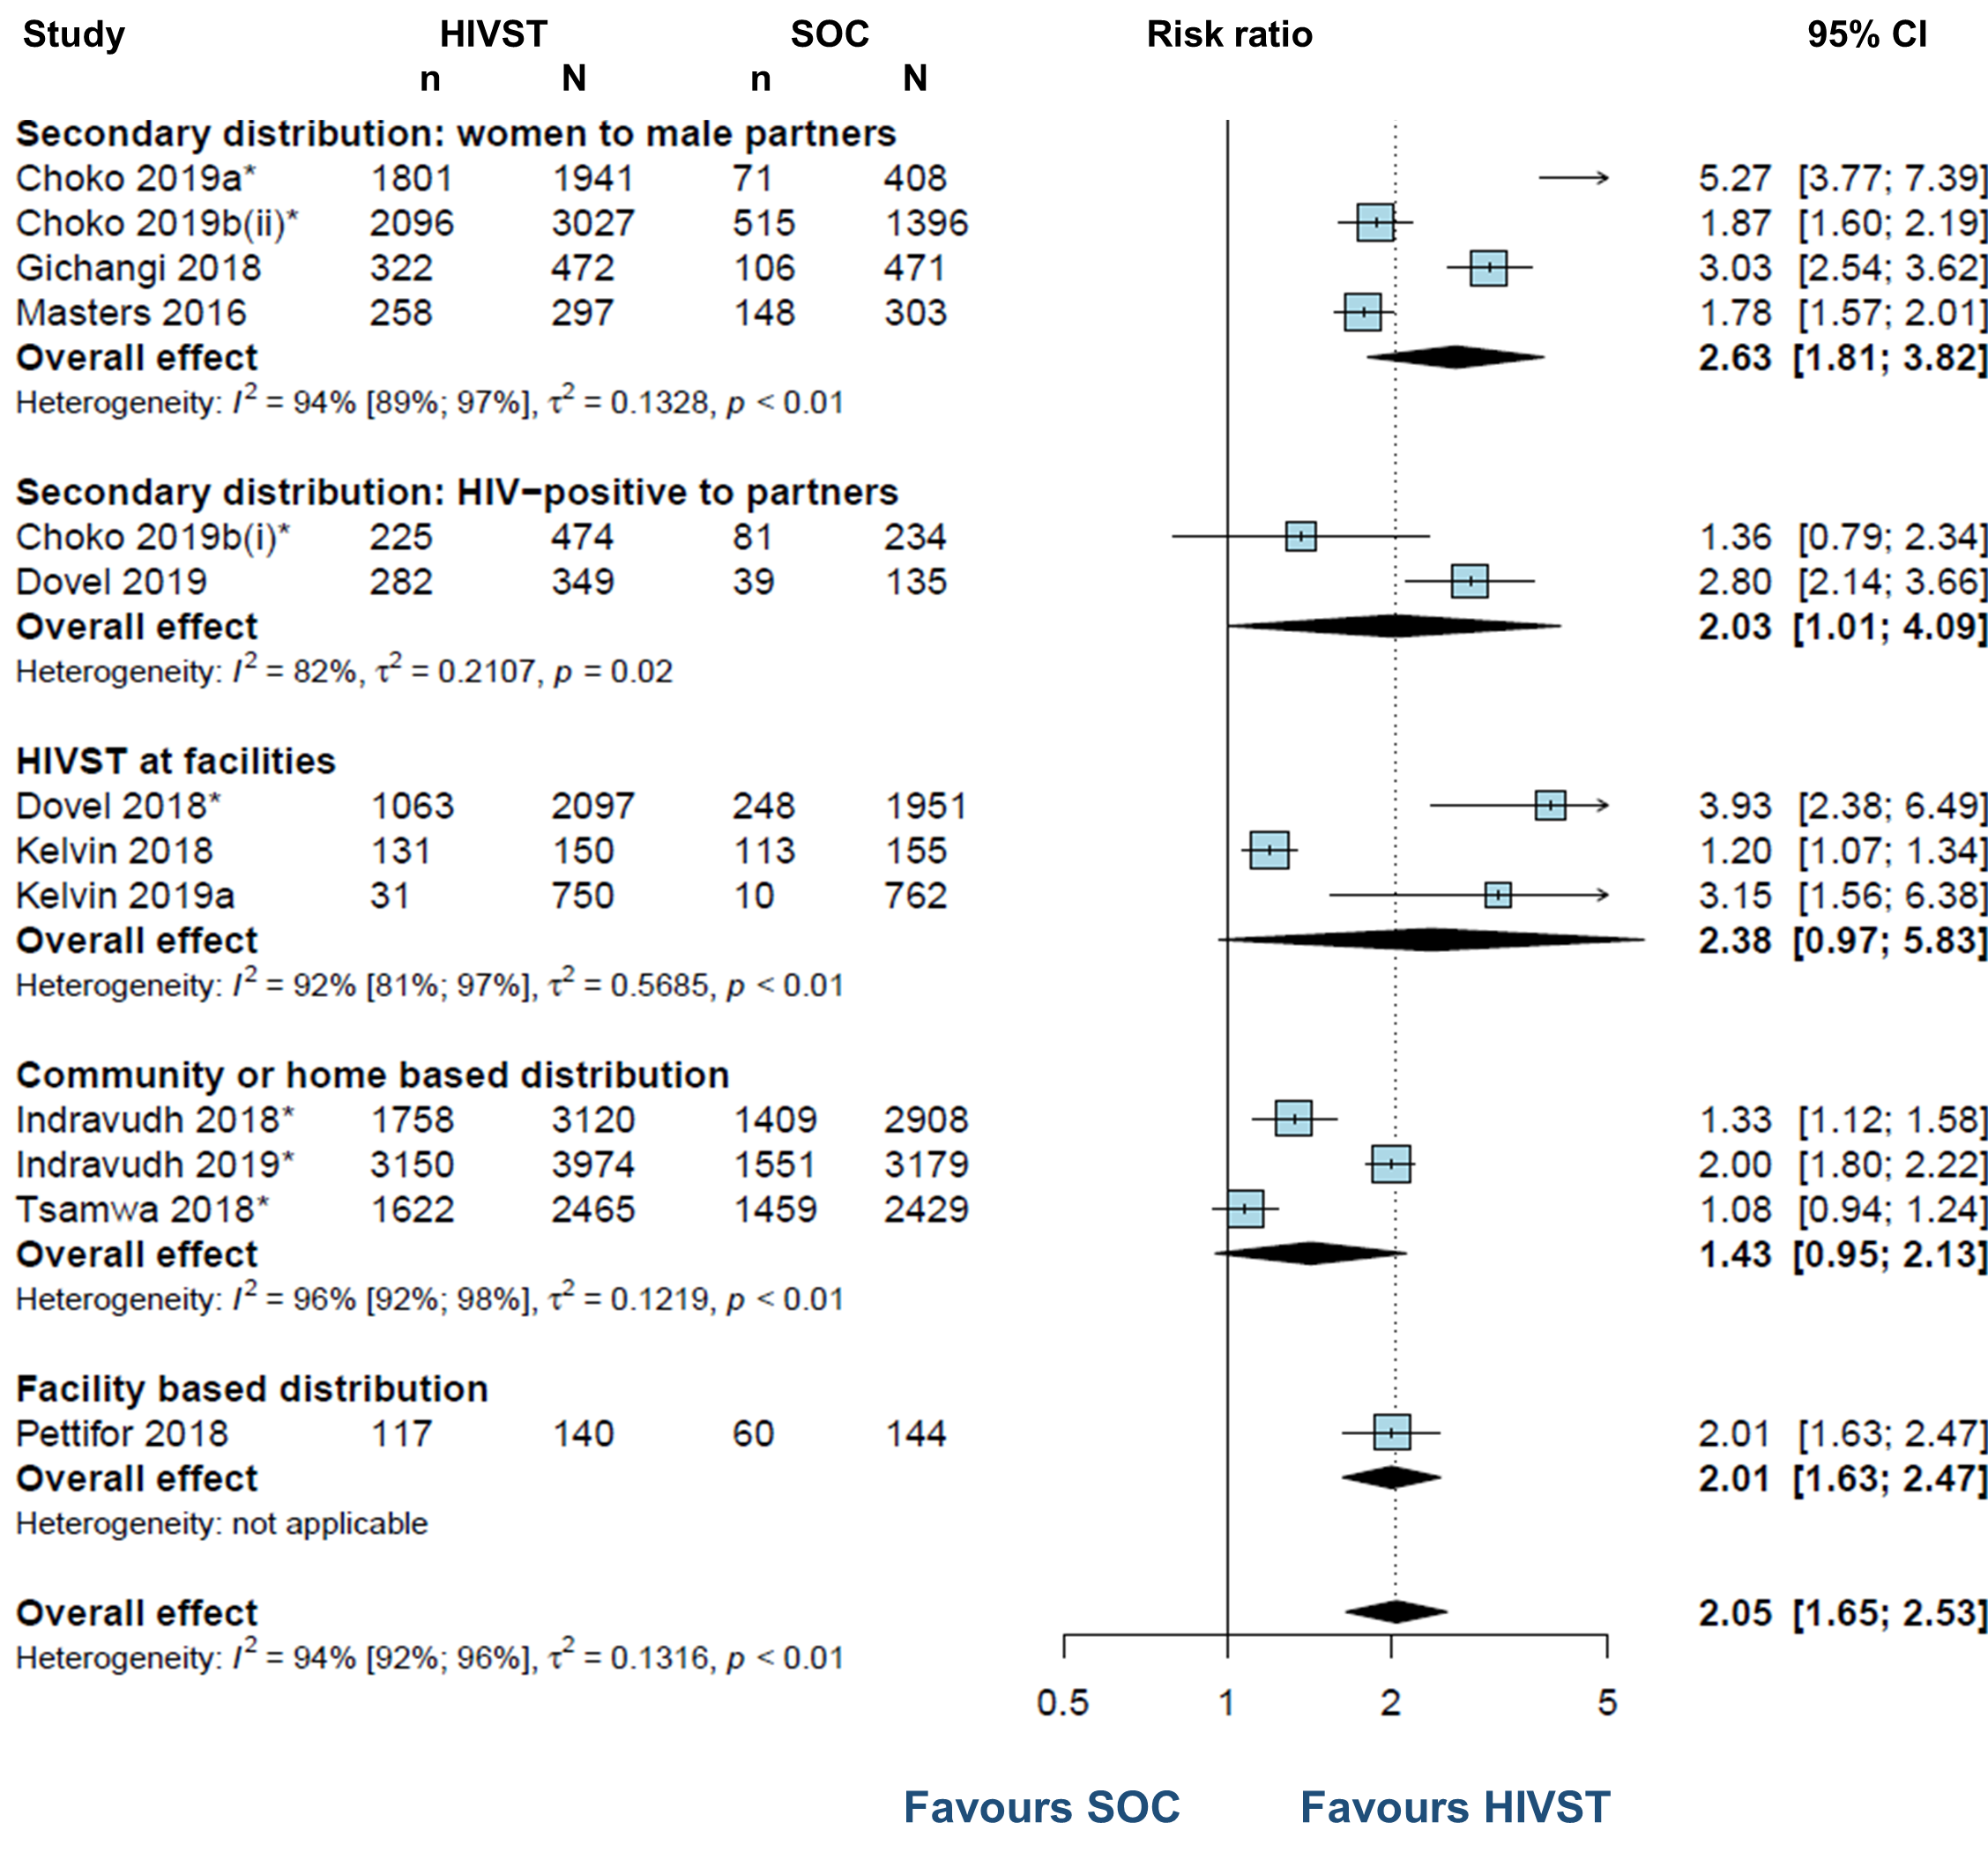 Study HIVST SOC Risk ratio 95% CI
n N n N
Secondary distribution: women to male partners
Choko 2019a* 1801 1941 71 408 5.27 [3.77; 7.39]
Choko 2019b(ii)* 2096 3027 515 1396 1.87 [1.60; 2.19]
Gichangi 2018 322 472 106 471 3.03 [2.54; 3.62]
Masters 2016 258 297 148 303 1.78 [1.57; 2.01]
Overall effect 2.63 [1.81; 3.82]
Heterogeneity: I² = 94% [89%; 97%], τ² = 0.1328, p < 0.01
Secondary distribution: HIV−positive to partners
Choko 2019b(i)* 225 474 81 234 1.36 [0.79; 2.34]
Dovel 2019 282 349 39 135 2.80 [2.14; 3.66]
Overall effect 2.03 [1.01; 4.09]
Heterogeneity: I² = 82%, τ² = 0.2107, p = 0.02
HIVST at facilities
Dovel 2018* 1063 2097 248 1951 3.93 [2.38; 6.49]
Kelvin 2018 131 150 113 155 1.20 [1.07; 1.34]
Kelvin 2019a 31 750 10 762 3.15 [1.56; 6.38]
Overall effect 2.38 [0.97; 5.83]
Heterogeneity: I² = 92% [81%; 97%], τ² = 0.5685, p < 0.01
Community or home based distribution
Indravudh 2018* 1758 3120 1409 2908 1.33 [1.12; 1.58]
Indravudh 2019* 3150 3974 1551 3179 2.00 [1.80; 2.22]
Tsamwa 2018* 1622 2465 1459 2429 1.08 [0.94; 1.24]
Overall effect 1.43 [0.95; 2.13]
Heterogeneity: I² = 96% [92%; 98%], τ² = 0.1219, p < 0.01
Facility based distribution
Pettifor 2018 117 140 60 144 2.01 [1.63; 2.47]
Overall effect 2.01 [1.63; 2.47]
Heterogeneity: not applicable
Overall effect 2.05 [1.65; 2.53]
Heterogeneity: I² = 94% [92%; 96%], τ² = 0.1316, p < 0.01
0.5 1 2 5
Favours SOC Favours HIVST